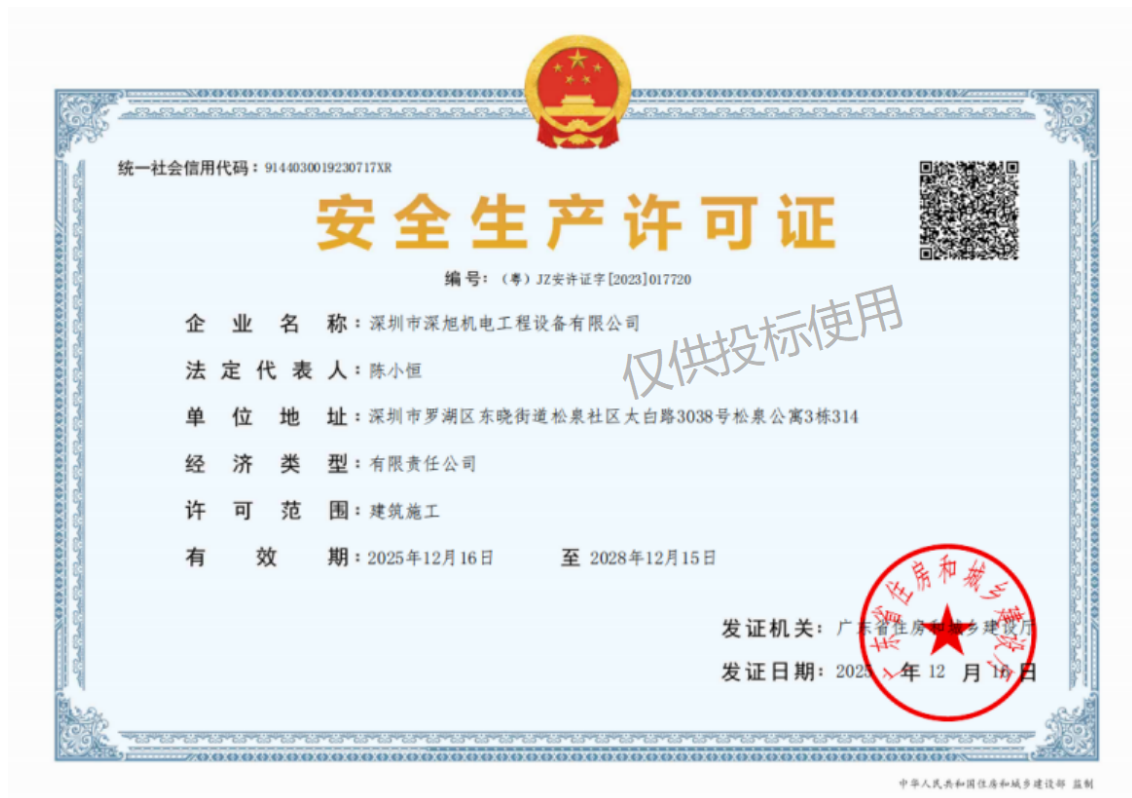 统一社会信用代码：9144030019230717XR
安全生产许可证
编号：（粤）JZ安许证字[2023]017720
企业名称：深圳市深旭机电工程设备有限公司
仅供投标使用
法定代表人：陈小恒
单位地址：深圳市罗湖区东晓街道松泉社区太白路3038号松泉公寓3栋314
经济类型：有限责任公司
许可范围：建筑施工
有效期：2025年12月16日 至 2028年12月15日
广东省住房和城乡建设厅
发证机关：广东省住房和城乡建设厅
发证日期：2025 年 12 月 16 日
中华人民共和国住房和城乡建设部 监制